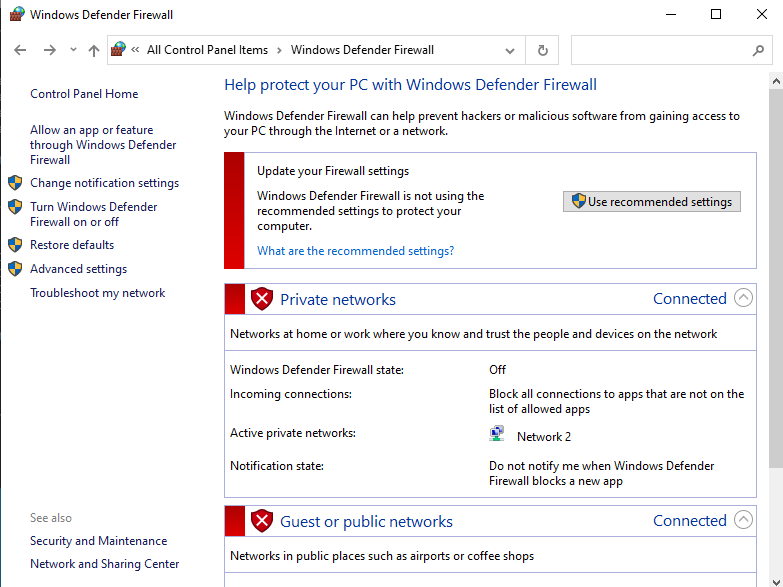 Windows Defender Firewall
« All Control Panel Items > Windows Defender Firewall
Control Panel Home
Allow an app or feature
through Windows Defender
Firewall
Change notification settings
Turn Windows Defender
Firewall on or off
Restore defaults
Advanced settings
Troubleshoot my network
Help protect your PC with Windows Defender Firewall
Windows Defender Firewall can help prevent hackers or malicious software from gaining access to
your PC through the Internet or a network.
Update your Firewall settings
Windows Defender Firewall is not using the
recommended settings to protect your
computer.
Use recommended settings
What are the recommended settings?
Private networks Connected
Networks at home or work where you know and trust the people and devices on the network
Windows Defender Firewall state: Off
Incoming connections: Block all connections to apps that are not on the
list of allowed apps
Active private networks: Network 2
Notification state: Do not notify me when Windows Defender
Firewall blocks a new app
Guest or public networks Connected
Networks in public places such as airports or coffee shops
See also
Security and Maintenance
Network and Sharing Center